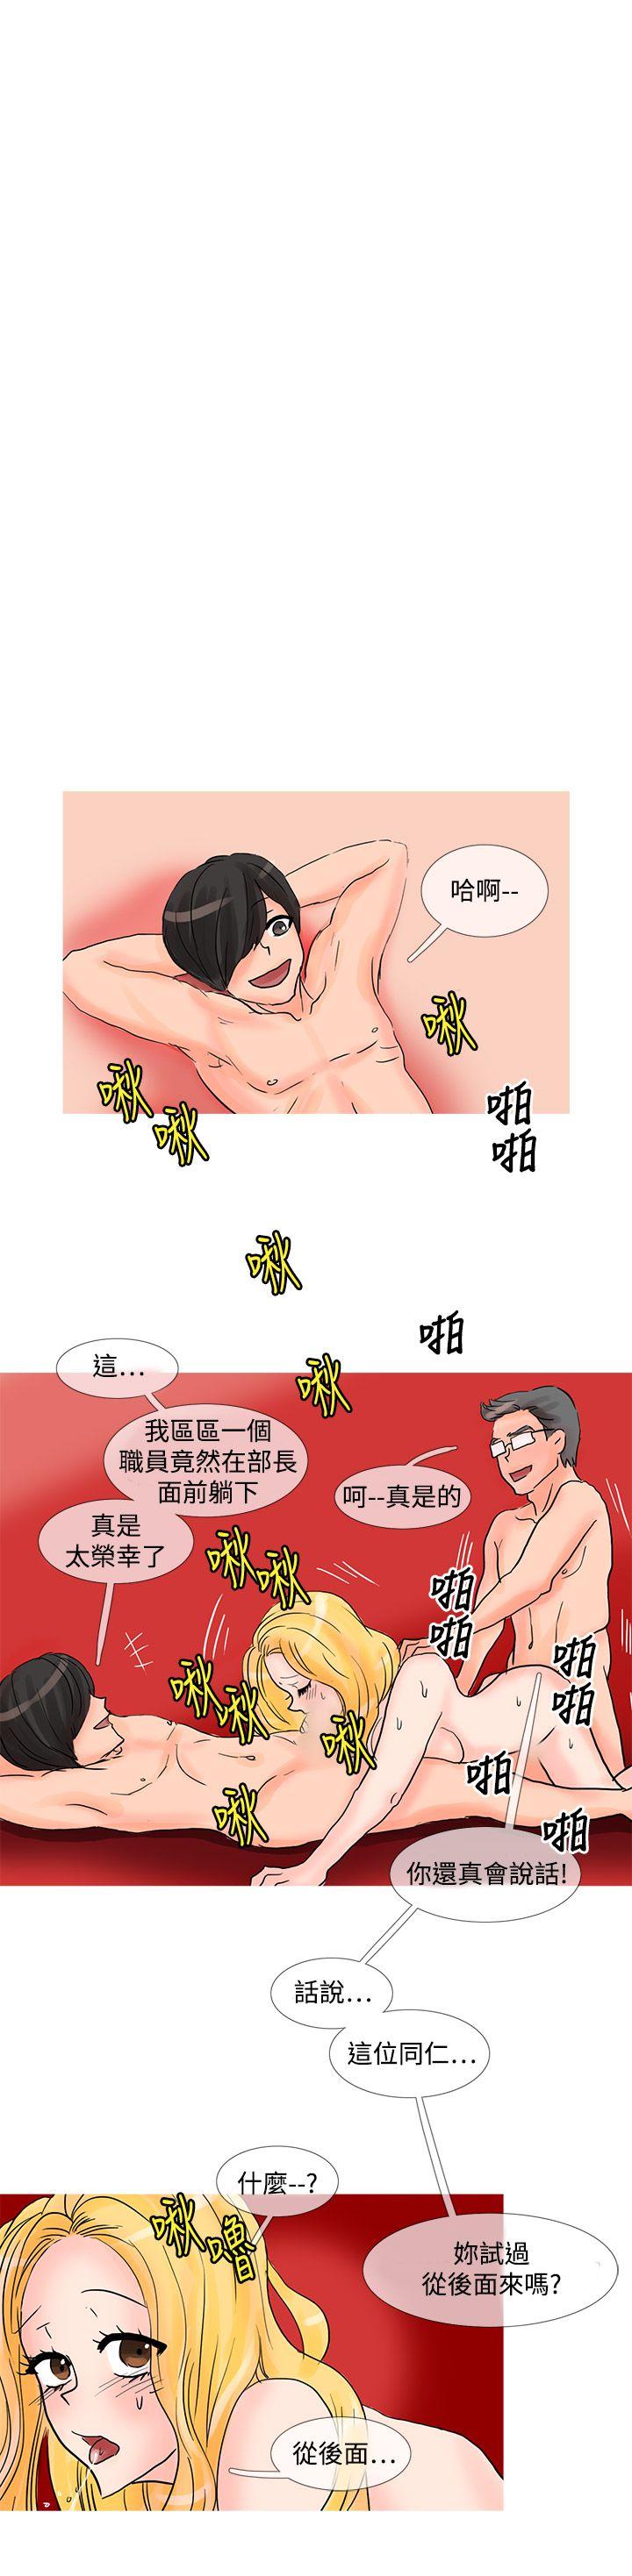 哈啊--
啾
啾
啾
啪
啪
啾
啪
啾
這...
我區區一個
職員竟然在部長
面前躺下
真是
太榮幸了
呵--真是的
啾
啾
啪
啪
啪
啪
啾
啾
啾
啪
啾
啪
你還真會說話!
話說...
這位同仁...
什麼--?
啾
嚕
妳試過
從後面來嗎?
從後面...